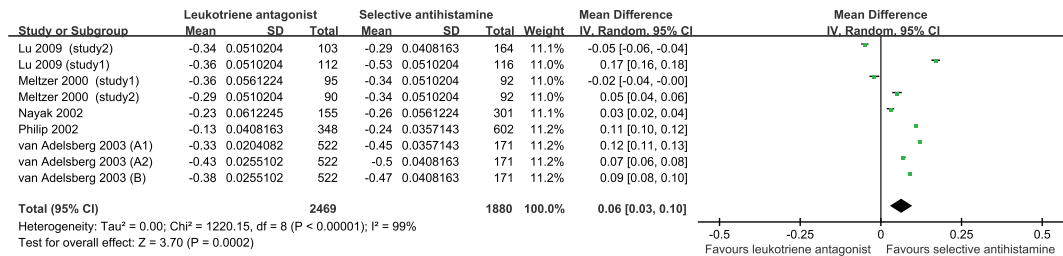 Leukotriene antagonist Selective antihistamine Mean Difference Mean Difference
Study or Subgroup Mean SD Total Mean SD Total Weight IV. Random. 95% CI IV. Random. 95% CI
Lu 2009 (study2) -0.34 0.0510204 103 -0.29 0.0408163 164 11.1% -0.05 [-0.06, -0.04]
Lu 2009 (study1) -0.36 0.0510204 112 -0.53 0.0510204 116 11.1% 0.17 [0.16, 0.18]
Meltzer 2000 (study1) -0.36 0.0561224 95 -0.34 0.0510204 92 11.0% -0.02 [-0.04, -0.00]
Meltzer 2000 (study2) -0.29 0.0510204 90 -0.34 0.0510204 92 11.0% 0.05 [0.04, 0.06]
Nayak 2002 -0.23 0.0612245 155 -0.26 0.0561224 301 11.1% 0.03 [0.02, 0.04]
Philip 2002 -0.13 0.0408163 348 -0.24 0.0357143 602 11.2% 0.11 [0.10, 0.12]
van Adelsberg 2003 (A1) -0.33 0.0204082 522 -0.45 0.0357143 171 11.2% 0.12 [0.11, 0.13]
van Adelsberg 2003 (A2) -0.43 0.0255102 522 -0.5 0.0408163 171 11.2% 0.07 [0.06, 0.08]
van Adelsberg 2003 (B) -0.38 0.0255102 522 -0.47 0.0408163 171 11.2% 0.09 [0.08, 0.10]
Total (95% CI) 2469 1880 100.0% 0.06 [0.03, 0.10]
Heterogeneity: Tau² = 0.00; Chi² = 1220.15, df = 8 (P < 0.00001); I² = 99%
Test for overall effect: Z = 3.70 (P = 0.0002)
-0.5 -0.25 0 0.25 0.5
Favours leukotriene antagonist Favours selective antihistamine